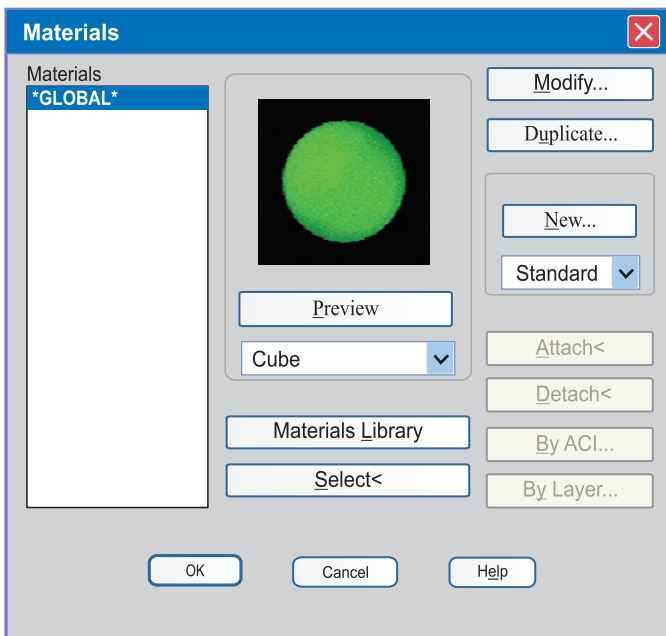 Materials
Materials
*GLOBAL*
Preview
Cube
Materials Library
Select<
Modify...
Duplicate...
New...
Standard
Attach<
Detach<
By ACI...
By Layer...
OK
Cancel
Help